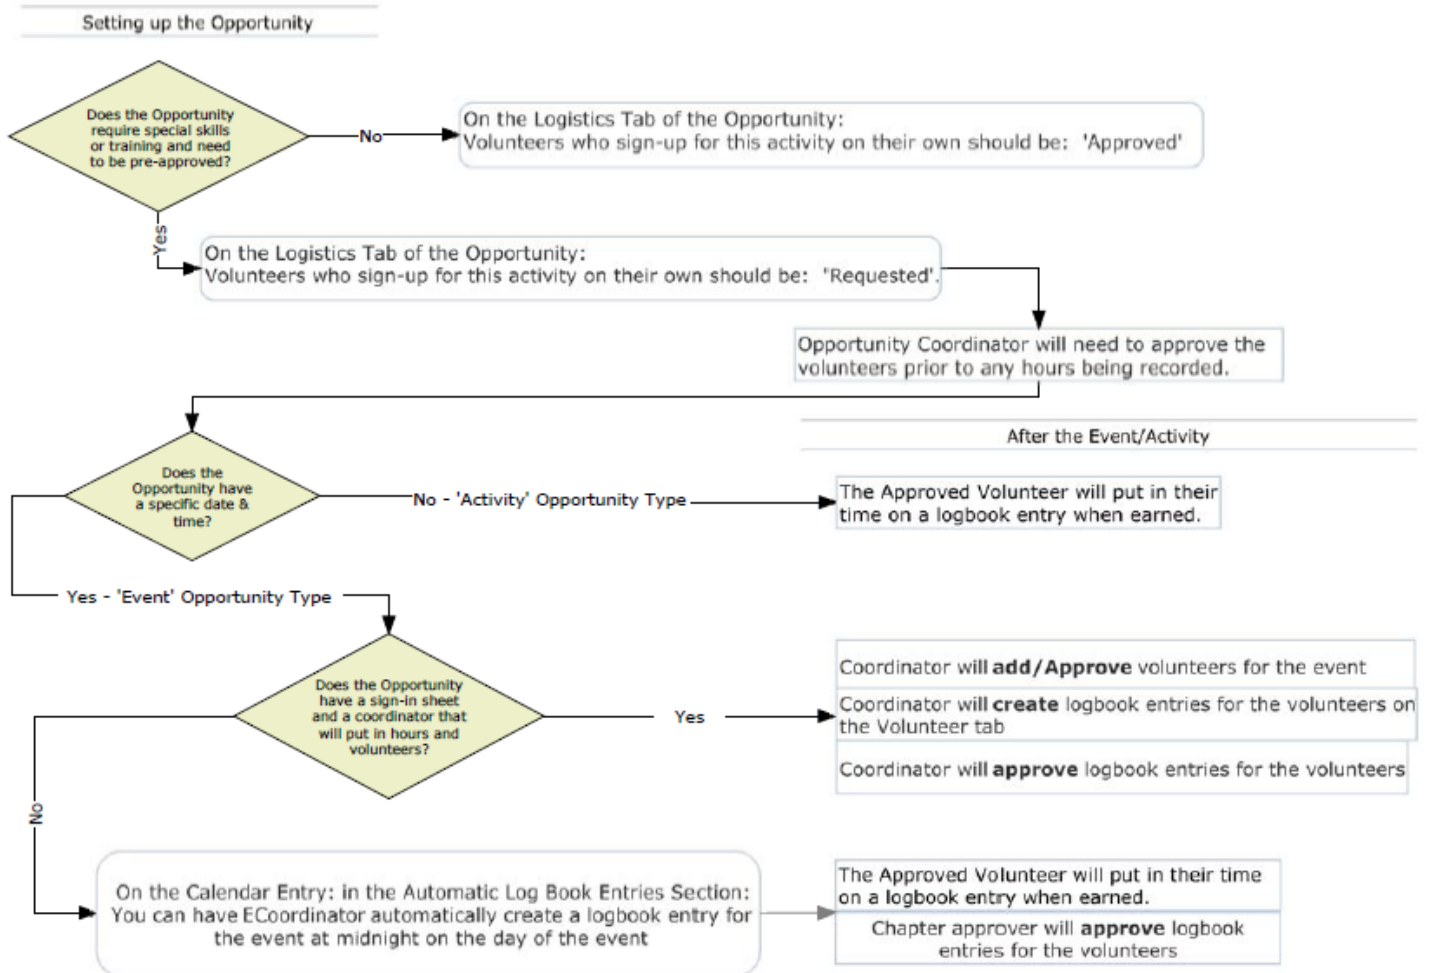 Setting up the Opportunity
Does the Opportunity
require special skills
or training and need
to be pre-approved?
No
On the Logistics Tab of the Opportunity:
Volunteers who sign-up for this activity on their own should be:  'Approved'
Yes
On the Logistics Tab of the Opportunity:
Volunteers who sign-up for this activity on their own should be:  'Requested'.
Opportunity Coordinator will need to approve the
volunteers prior to any hours being recorded.
After the Event/Activity
Does the
Opportunity have
a specific date &
time?
No - 'Activity' Opportunity Type
The Approved Volunteer will put in their
time on a logbook entry when earned.
Yes - 'Event' Opportunity Type
Does the Opportunity
have a sign-in sheet
and a coordinator that
will put in hours and
volunteers?
Yes
Coordinator will add/Approve volunteers for the event
Coordinator will create logbook entries for the volunteers on
the Volunteer tab
Coordinator will approve logbook entries for the volunteers
No
On the Calendar Entry: in the Automatic Log Book Entries Section:
You can have ECoordinator automatically create a logbook entry for
the event at midnight on the day of the event
The Approved Volunteer will put in their time
on a logbook entry when earned.
Chapter approver will approve logbook
entries for the volunteers